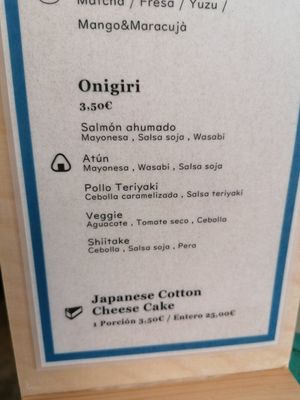 Matcha / Fresa / Yuzu /
Mango&Maracujà
Onigiri
3,50€
Salmón ahumado
Mayonesa , Salsa soja , Wasabi
Atún
Mayonesa , Wasabi , Salsa soja
Pollo Teriyaki
Cebolla caramelizada , Salsa teriyaki
Veggie
Aguacate , Tomate seco , Cebolla
Shiitake
Cebolla , Salsa soja , Pera
Japanese Cotton
Cheese Cake
1 Porción 3,50€ / Entero 25,00€